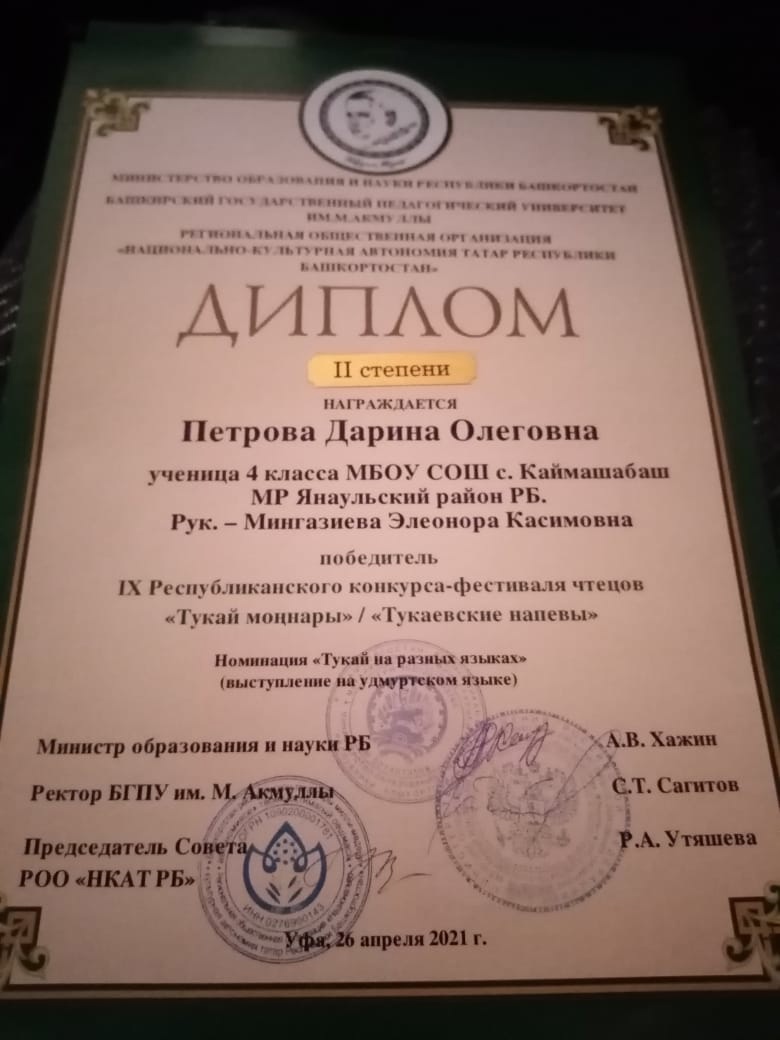 МИНИСТЕРСТВО ОБРАЗОВАНИЯ И НАУКИ РЕСПУБЛИКИ БАШКОРТОСТАН
БАШКИРСКИЙ ГОСУДАРСТВЕННЫЙ ПЕДАГОГИЧЕСКИЙ УНИВЕРСИТЕТ
ИМ.М.АКМУЛЛЫ
РЕГИОНАЛЬНАЯ ОБЩЕСТВЕННАЯ ОРГАНИЗАЦИЯ
«НАЦИОНАЛЬНО-КУЛЬТУРНАЯ АВТОНОМИЯ ТАТАР РЕСПУБЛИКИ
БАШКОРТОСТАН»
ДИПЛОМ
II степени
НАГРАЖДАЕТСЯ
Петрова Дарина Олеговна
ученица 4 класса МБОУ СОШ с. Каймашабаш
МР Янаульский район РБ.
Рук. – Мингазиева Элеонора Касимовна
победитель
IX Республиканского конкурса-фестиваля чтецов
«Тукай моңнары» / «Тукаевские напевы»
Номинация «Тукай на разных языках»
(выступление на удмуртском языке)
Министр образования и науки РБ А.В. Хажин
Ректор БГПУ им. М. Акмуллы С.Т. Сагитов
Председатель Совета Р.А. Утяшева
РОО «НКАТ РБ»
Уфа, 26 апреля 2021 г.